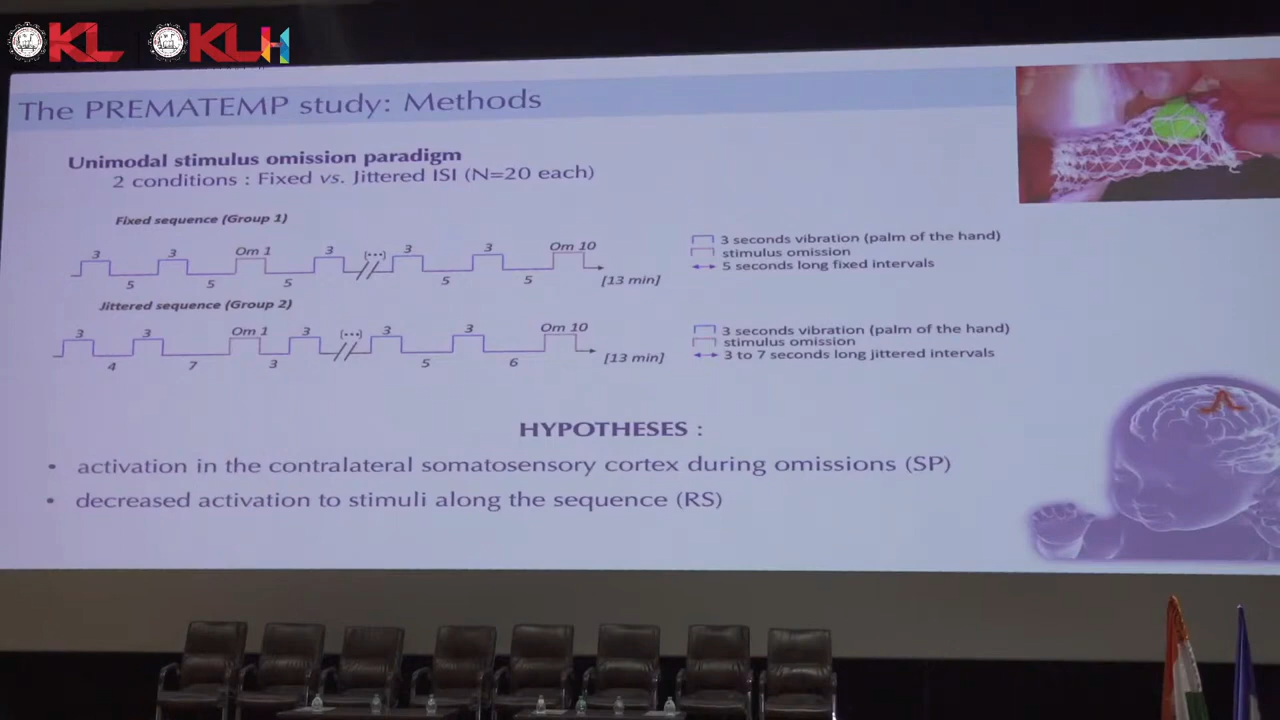 KL
KLH
The PREMATEMP study: Methods
Unimodal stimulus omission paradigm
2 conditions : Fixed vs. Jittered ISI (N=20 each)
Fixed sequence (Group 1)
3 3 Om 1 3 (...) 3 3 Om 10
5 5 5 5 5 [13 min]
3 seconds vibration (palm of the hand)
stimulus omission
5 seconds long fixed intervals
Jittered sequence (Group 2)
3 3 Om 1 3 (...) 3 3 Om 10
4 7 3 5 6 [13 min]
3 seconds vibration (palm of the hand)
stimulus omission
3 to 7 seconds long jittered intervals
HYPOTHESES :
• activation in the contralateral somatosensory cortex during omissions (SP)
• decreased activation to stimuli along the sequence (RS)